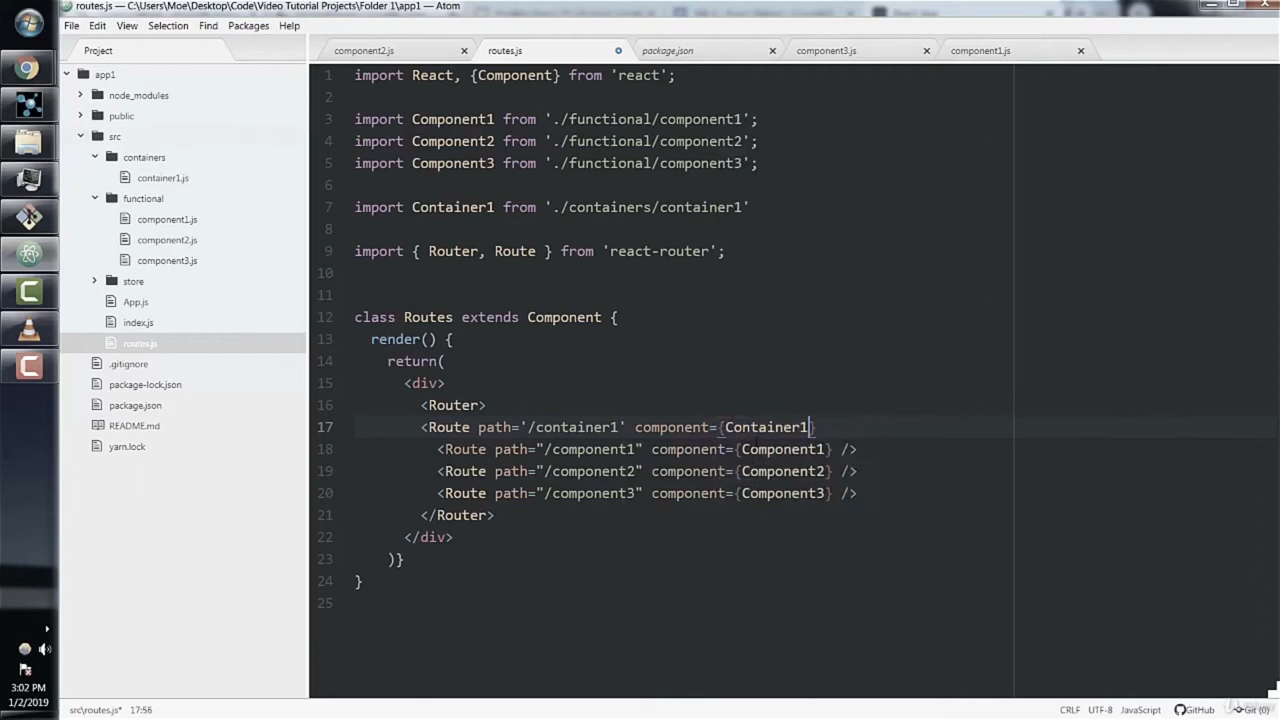 routes.js — C:\Users\Moe\Desktop\Code\Video Tutorial Projects\Folder 1\app1 — Atom
File Edit View Selection Find Packages Help
Project
component2.js routes.js package.json component3.js component1.js
app1
node_modules
public
src
containers
container1.js
functional
component1.js
component2.js
component3.js
store
App.js
index.js
routes.js
.gitignore
package-lock.json
package.json
README.md
yarn.lock
1 import React, {Component} from 'react';
2
3 import Component1 from './functional/component1';
4 import Component2 from './functional/component2';
5 import Component3 from './functional/component3';
6
7 import Container1 from './containers/container1'
8
9 import { Router, Route } from 'react-router';
10
11
12 class Routes extends Component {
13 render() {
14 return(
15 <div>
16 <Router>
17 <Route path='/container1' component={Container1}
18 <Route path="/component1" component={Component1} />
19 <Route path="/component2" component={Component2} />
20 <Route path="/component3" component={Component3} />
21 </Router>
22 </div>
23 )}
24 }
25
3:02 PM
1/2/2019
src\routes.js* 17:56 CRLF UTF-8 JavaScript GitHub Git (0)